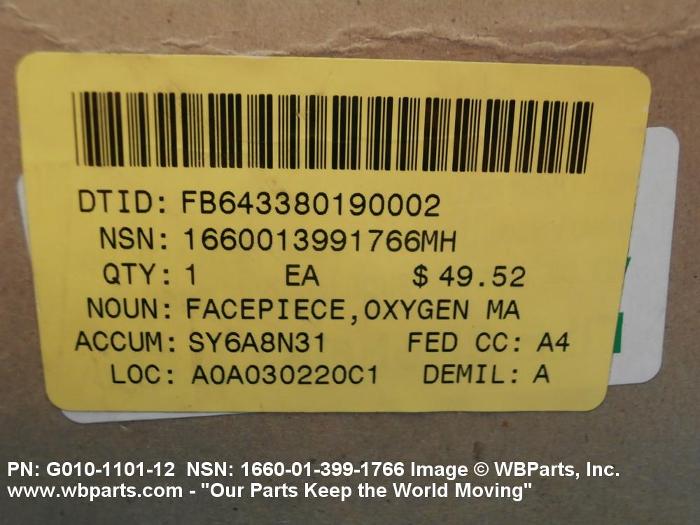 DTID: FB643380190002
NSN: 1660013991766MH
QTY: 1 EA $ 49.52
NOUN: FACEPIECE,OXYGEN MA
ACCUM: SY6A8N31 FED CC: A4
LOC: A0A030220C1 DEMIL: A
PN: G010-1101-12 NSN: 1660-01-399-1766 Image © WBParts, Inc.
www.wbparts.com - "Our Parts Keep the World Moving"